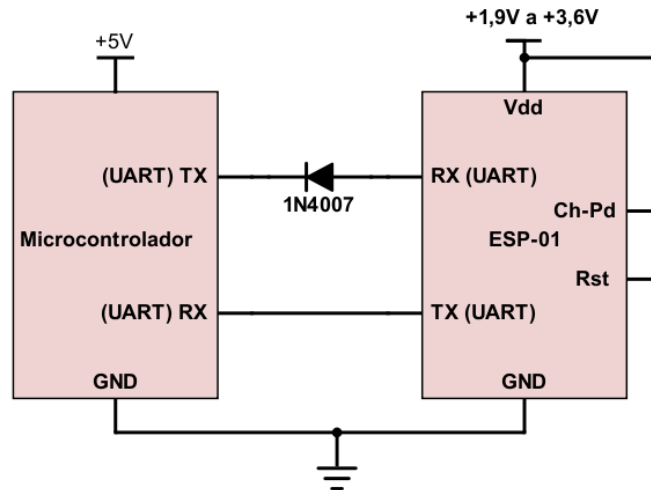 +1,9V a +3,6V
+5V
Vdd
(UART) TX
RX (UART)
1N4007
Ch-Pd
Microcontrolador
ESP-01
Rst
(UART) RX
TX (UART)
GND
GND